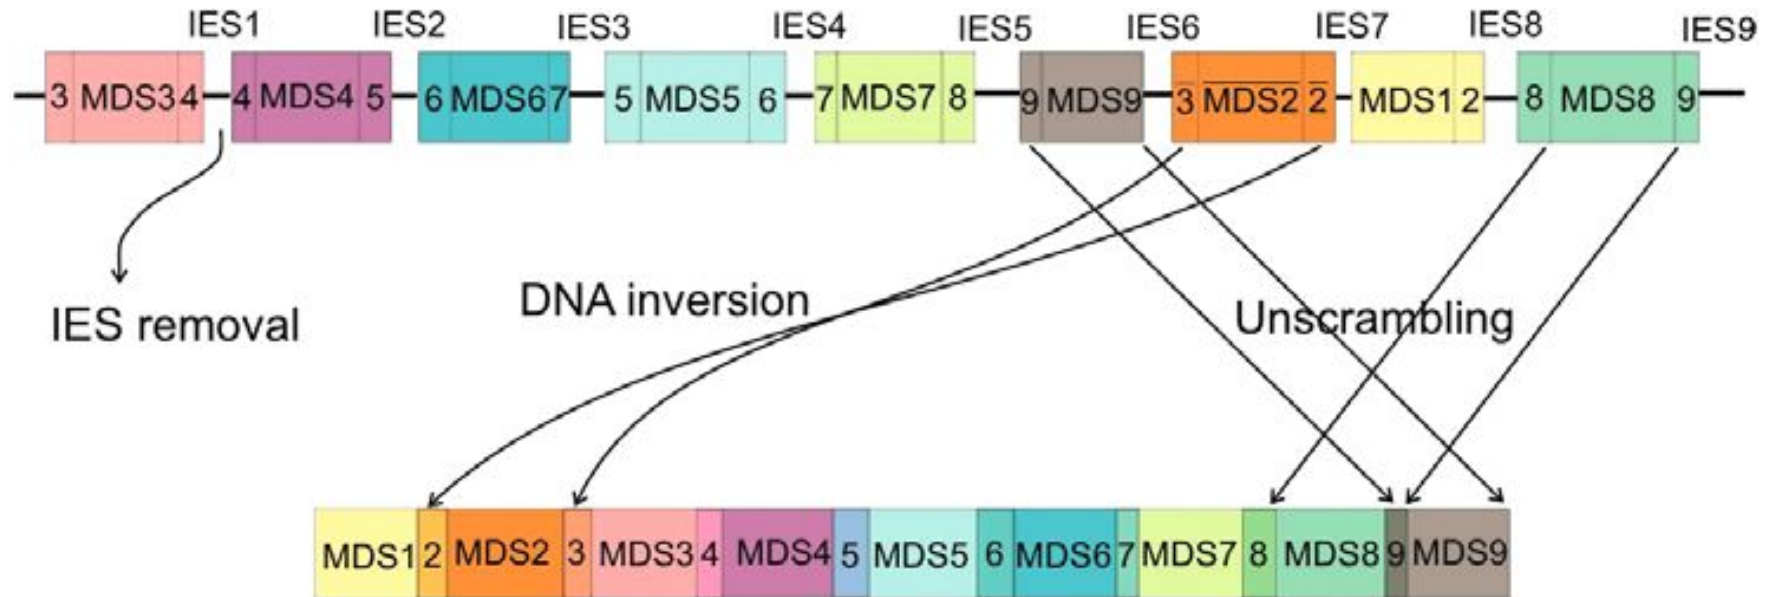 IES1 IES2 IES3 IES4 IES5 IES6 IES7 IES8 IES9
3 MDS3 4 4 MDS4 5 6 MDS6 7 5 MDS5 6 7 MDS7 8 9 MDS9 3̅ M̅D̅S̅2̅ 2̅ MDS1 2 8 MDS8 9
IES removal
DNA inversion
Unscrambling
MDS1 2 MDS2 3 MDS3 4 MDS4 5 MDS5 6 MDS6 7 MDS7 8 MDS8 9 MDS9